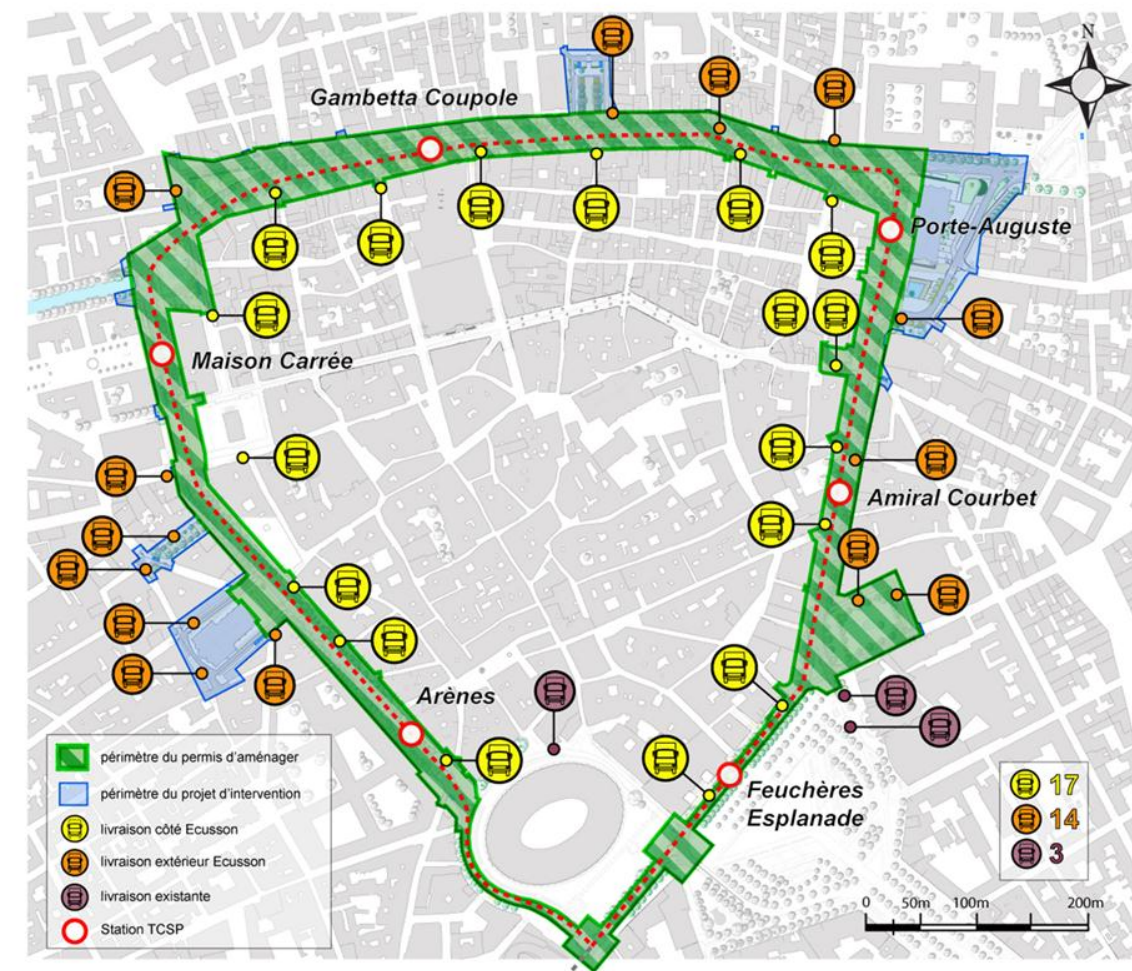 N
Gambetta Coupole
Porte-Auguste
Maison Carrée
Amiral Courbet
Arènes
Feuchères
Esplanade
périmètre du permis d'aménager
périmètre du projet d'intervention
livraison côté Ecusson
livraison extérieur Ecusson
livraison existante
Station TCSP
17
14
3
0 50m 100m 200m